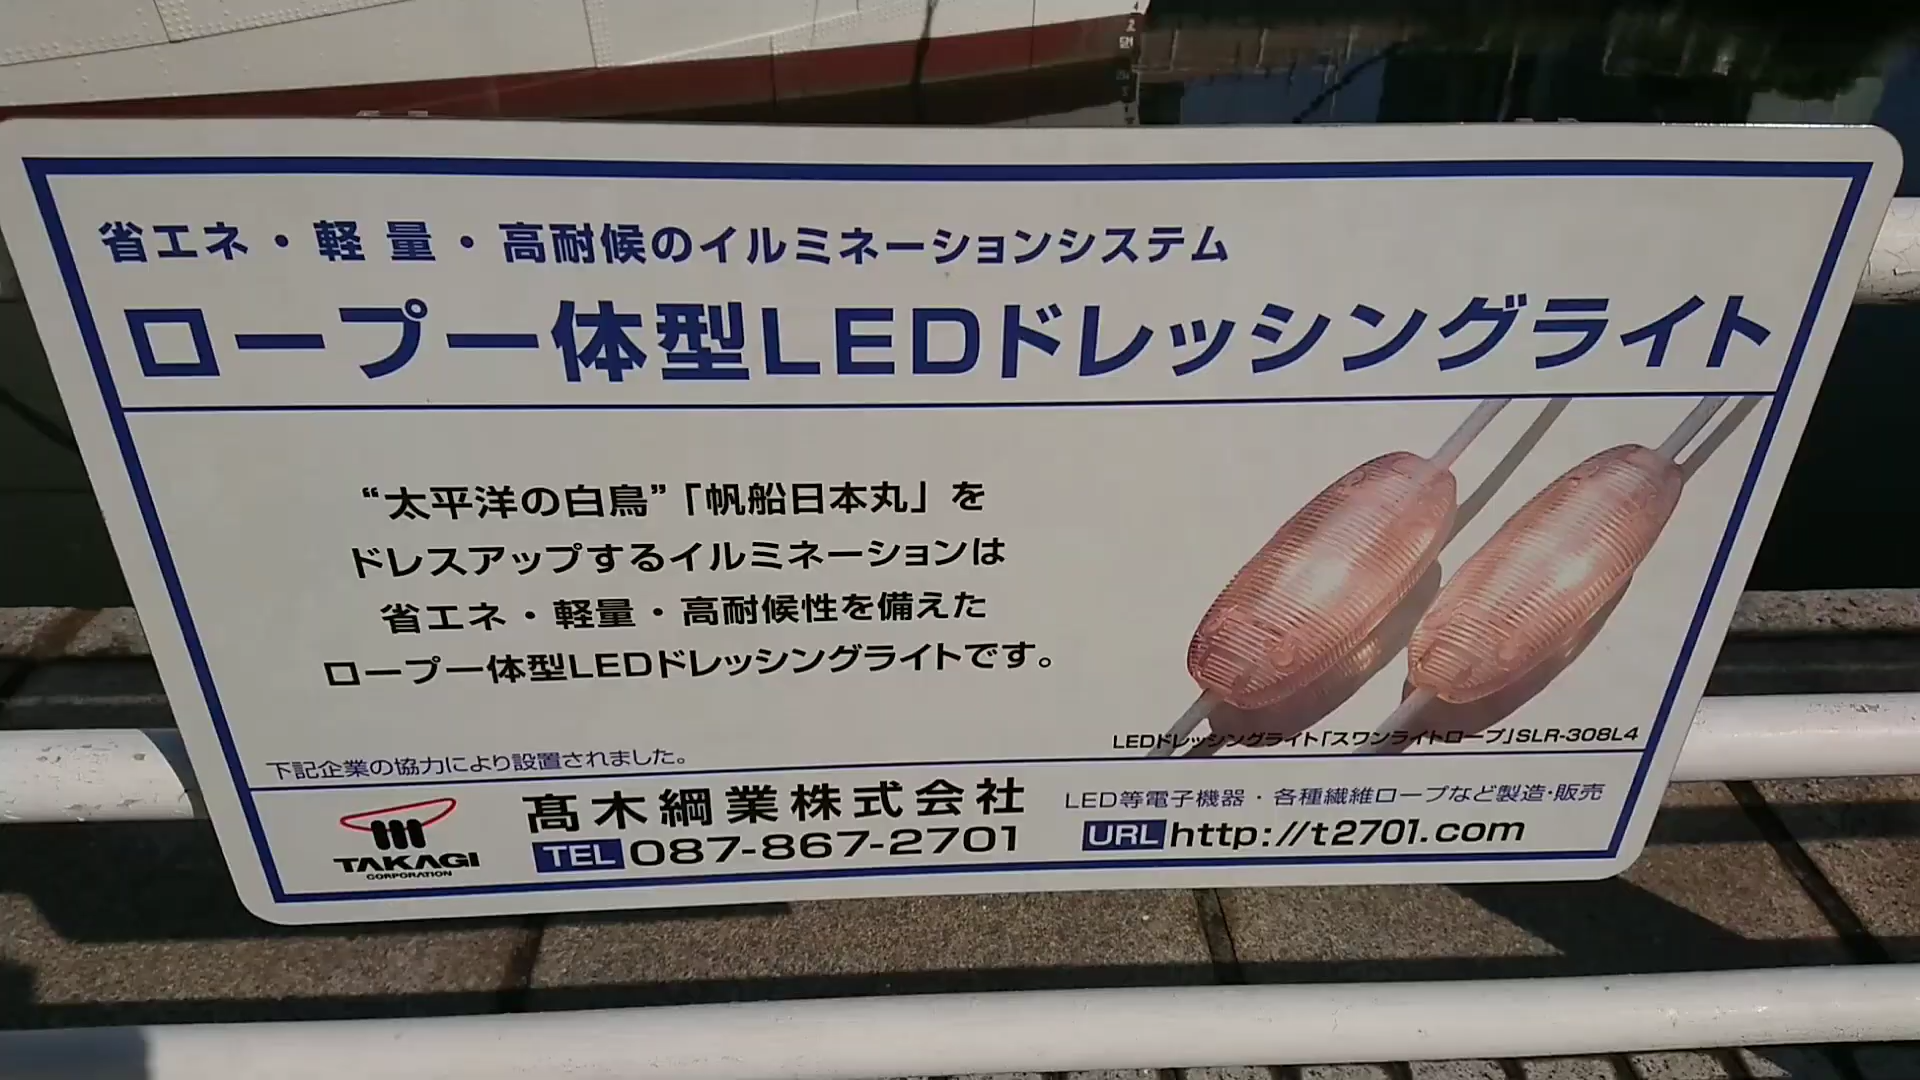 省エネ・軽 量・高耐候のイルミネーションシステム
ロープ一体型LEDドレッシングライト
“太平洋の白鳥”「帆船日本丸」を
ドレスアップするイルミネーションは
省エネ・軽量・高耐候性を備えた
ロープ一体型LEDドレッシングライトです。
LEDドレッシングライト「スワンライトロープ」SLR-308L4
下記企業の協力により設置されました。
TAKAGI
CORPORATION
髙木綱業株式会社
TEL 087-867-2701
LED等電子機器・各種繊維ロープなど製造・販売
URL http://t2701.com